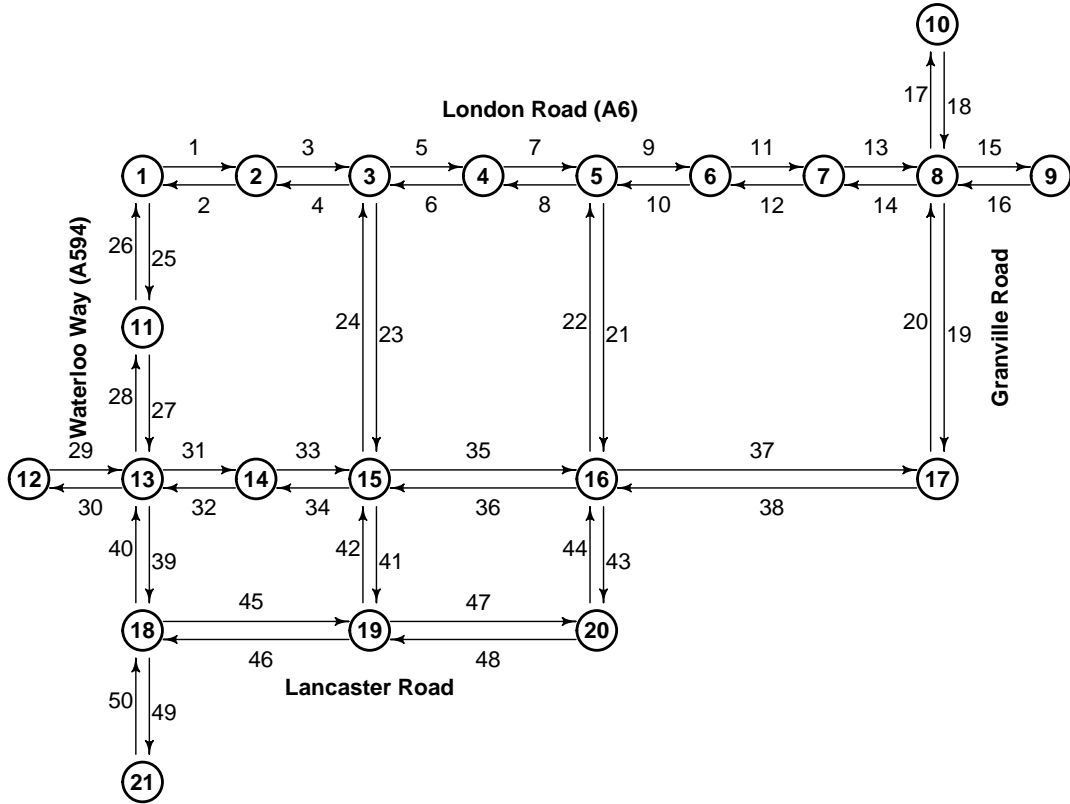 10
17 18
London Road (A6)
1 3 5 7 9 11 13 15
1 2 3 4 5 6 7 8 9
2 4 6 8 10 12 14 16
Waterloo Way (A594)
26 25
Granville Road
11
24 23 22 21 20 19
28 27
29 31 33 35 37
12 13 14 15 16 17
30 32 34 36 38
40 39 42 41 44 43
45 47
18 19 20
46 48
Lancaster Road
50 49
21